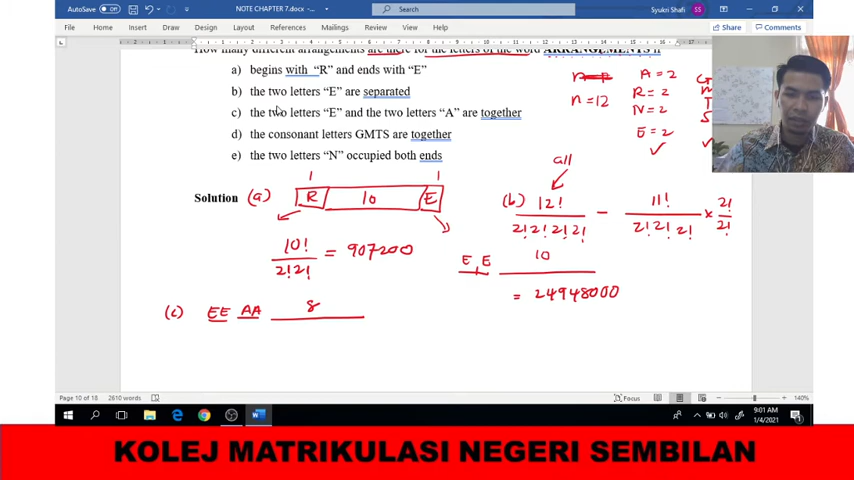 AutoSave Off NOTE CHAPTER 7.docx... Search Syukri Shafi SS
File Home Insert Draw Design Layout References Mailings Review View Help Share Comments
How many different arrangements are there for the letters of the word ARRANGEMENTS if
a) begins with “R” and ends with “E”
b) the two letters “E” are separated
c) the two letters “E” and the two letters “A” are together
d) the consonant letters GMTS are together
e) the two letters “N” occupied both ends
n = 12
A = 2
R = 2
N = 2
E = 2 ✓
G
M
T
S
Solution (a) 1 1
R 10 E
10! / 2!2! = 907200
(b) all
12! / 2!2!2!2! − 11! / 2!2!2! × 2!/2!
E E 10
= 24948000
(c) EE AA 8
Page 10 of 18 2610 words Focus 140%
9:01 AM
1/4/2021
KOLEJ MATRIKULASI NEGERI SEMBILAN